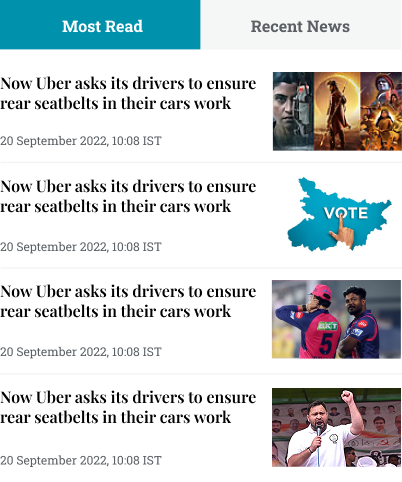 Most Read
Recent News
Now Uber asks its drivers to ensure
rear seatbelts in their cars work
20 September 2022, 10:08 IST
Now Uber asks its drivers to ensure
rear seatbelts in their cars work
20 September 2022, 10:08 IST
VOTE
Now Uber asks its drivers to ensure
rear seatbelts in their cars work
20 September 2022, 10:08 IST
5
Now Uber asks its drivers to ensure
rear seatbelts in their cars work
20 September 2022, 10:08 IST